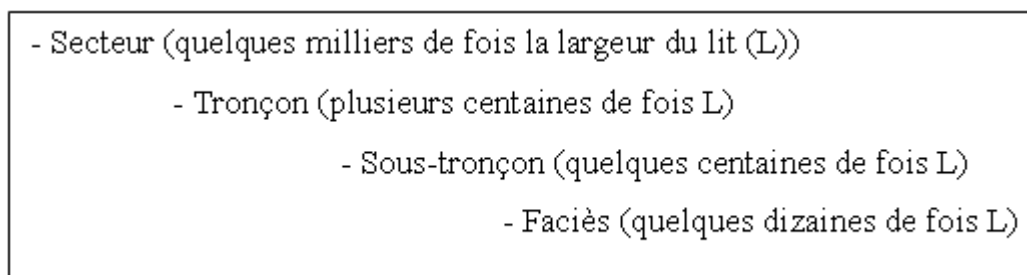 - Secteur (quelques milliers de fois la largeur du lit (L))
- Tronçon (plusieurs centaines de fois L)
- Sous-tronçon (quelques centaines de fois L)
- Faciès (quelques dizaines de fois L)